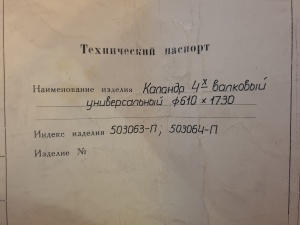 Технический паспорт
Наименование изделия Каландр 4х валковый
универсальный ф610 × 1730
Индекс изделия 503063-П, 503064-П
Изделие №